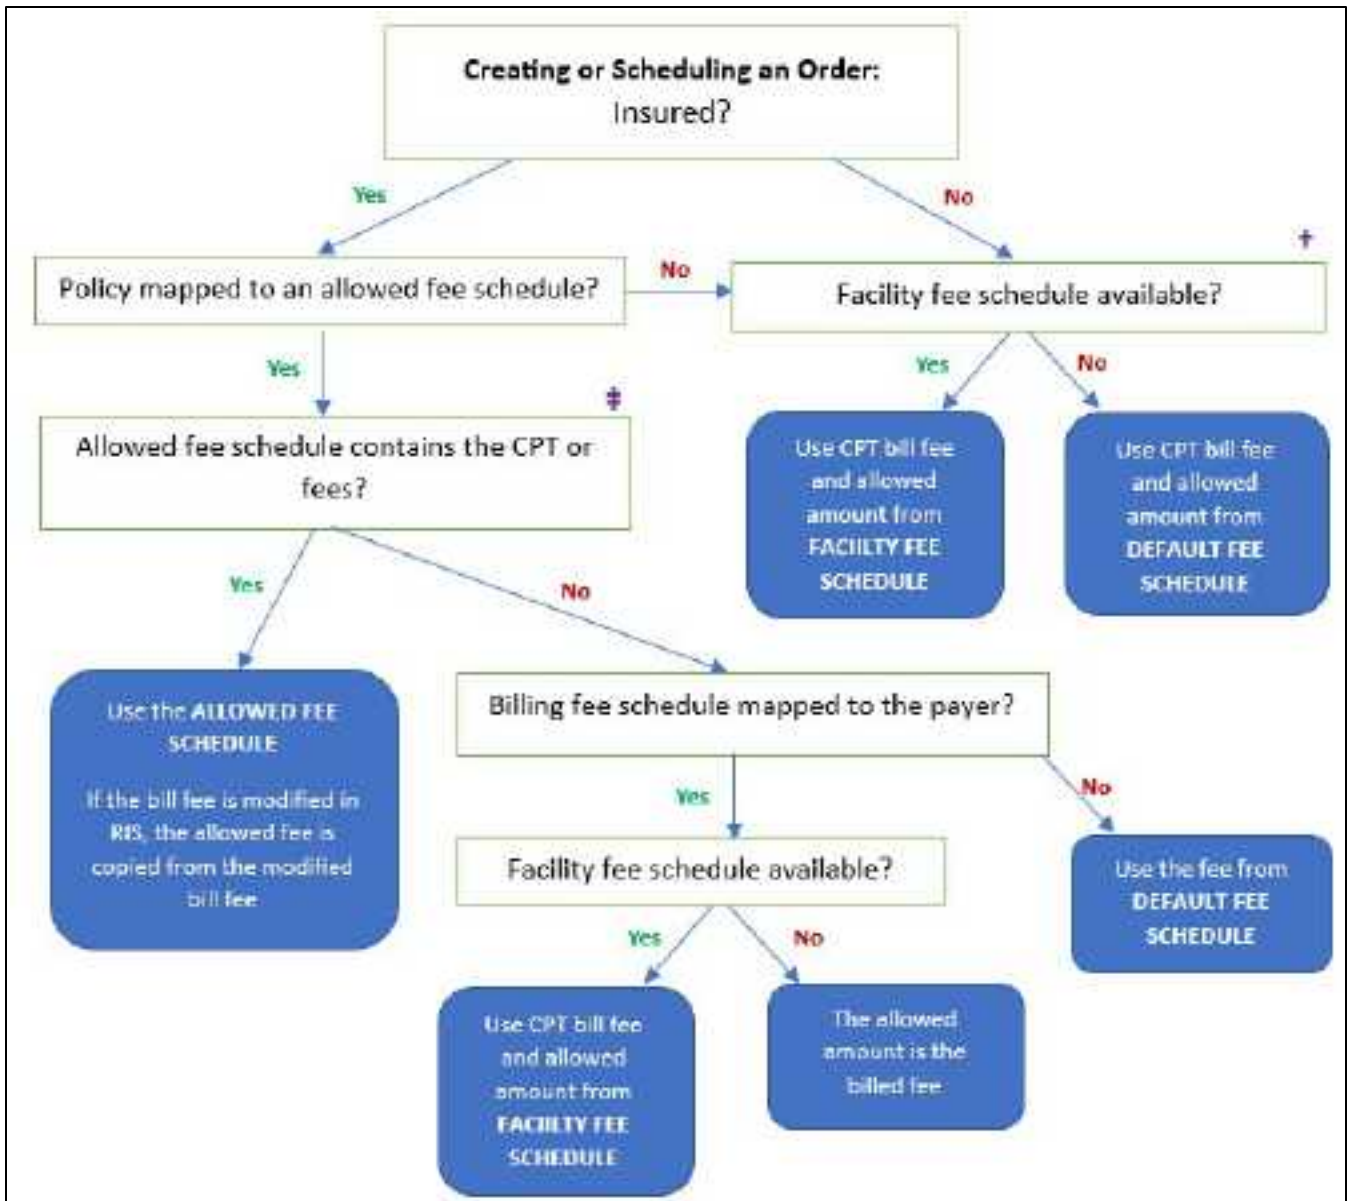 Creating or Scheduling an Order:
Insured?
Yes
No
†
Policy mapped to an allowed fee schedule?
No
Facility fee schedule available?
Yes
‡
Yes
No
Allowed fee schedule contains the CPT or
fees?
Use CPT bill fee
and allowed
amount from
FACIILTY FEE
SCHEDULE
Use CPT bill fee
and allowed
amount from
DEFAULT FEE
SCHEDULE
Yes
No
Use the ALLOWED FEE
SCHEDULE
If the bill fee is modified in
RIS, the allowed fee is
copied from the modified
bill fee
Billing fee schedule mapped to the payer?
Yes
No
Facility fee schedule available?
Use the fee from
DEFAULT FEE
SCHEDULE
Yes
No
Use CPT bill fee
and allowed
amount from
FACIILTY FEE
SCHEDULE
The allowed
amount is the
billed fee